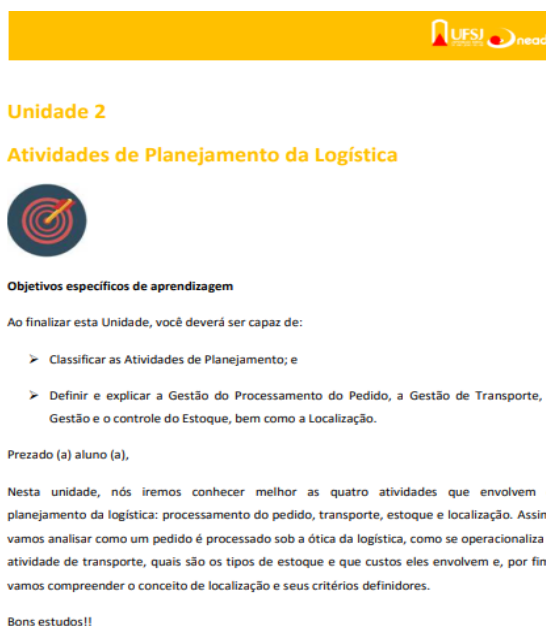 UFSJ nead
Unidade 2
Atividades de Planejamento da Logística
Objetivos específicos de aprendizagem
Ao finalizar esta Unidade, você deverá ser capaz de:
➢ Classificar as Atividades de Planejamento; e
➢ Definir e explicar a Gestão do Processamento do Pedido, a Gestão de Transporte,
Gestão e o controle do Estoque, bem como a Localização.
Prezado (a) aluno (a),
Nesta unidade, nós iremos conhecer melhor as quatro atividades que envolvem
planejamento da logística: processamento do pedido, transporte, estoque e localização. Assim
vamos analisar como um pedido é processado sob a ótica da logística, como se operacionaliza
atividade de transporte, quais são os tipos de estoque e que custos eles envolvem e, por fim
vamos compreender o conceito de localização e seus critérios definidores.
Bons estudos!!